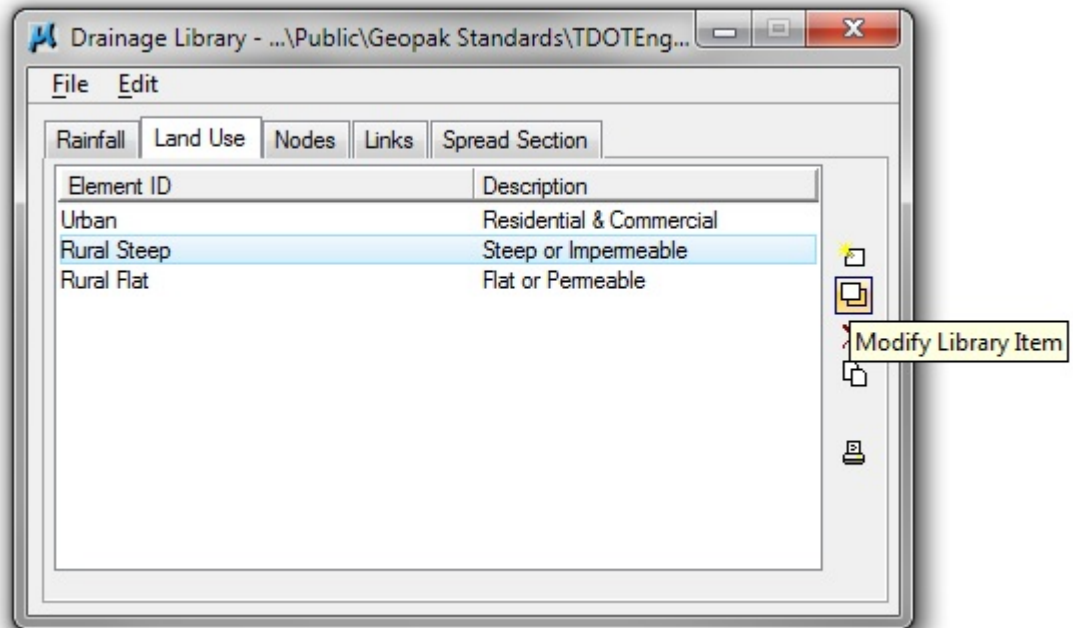 Drainage Library - ...\Public\Geopak Standards\TDOTEng...
File Edit
Rainfall Land Use Nodes Links Spread Section
Element ID Description
Urban Residential & Commercial
Rural Steep Steep or Impermeable
Rural Flat Flat or Permeable
Modify Library Item